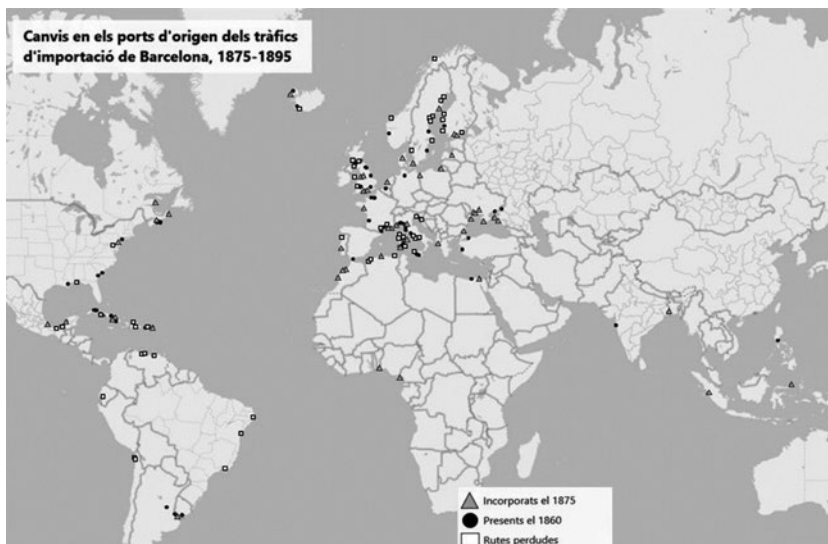 Canvis en els ports d'origen dels tràfics
d'importació de Barcelona, 1875-1895
Incorporats el 1875
Presents el 1860
Rutes perdudes